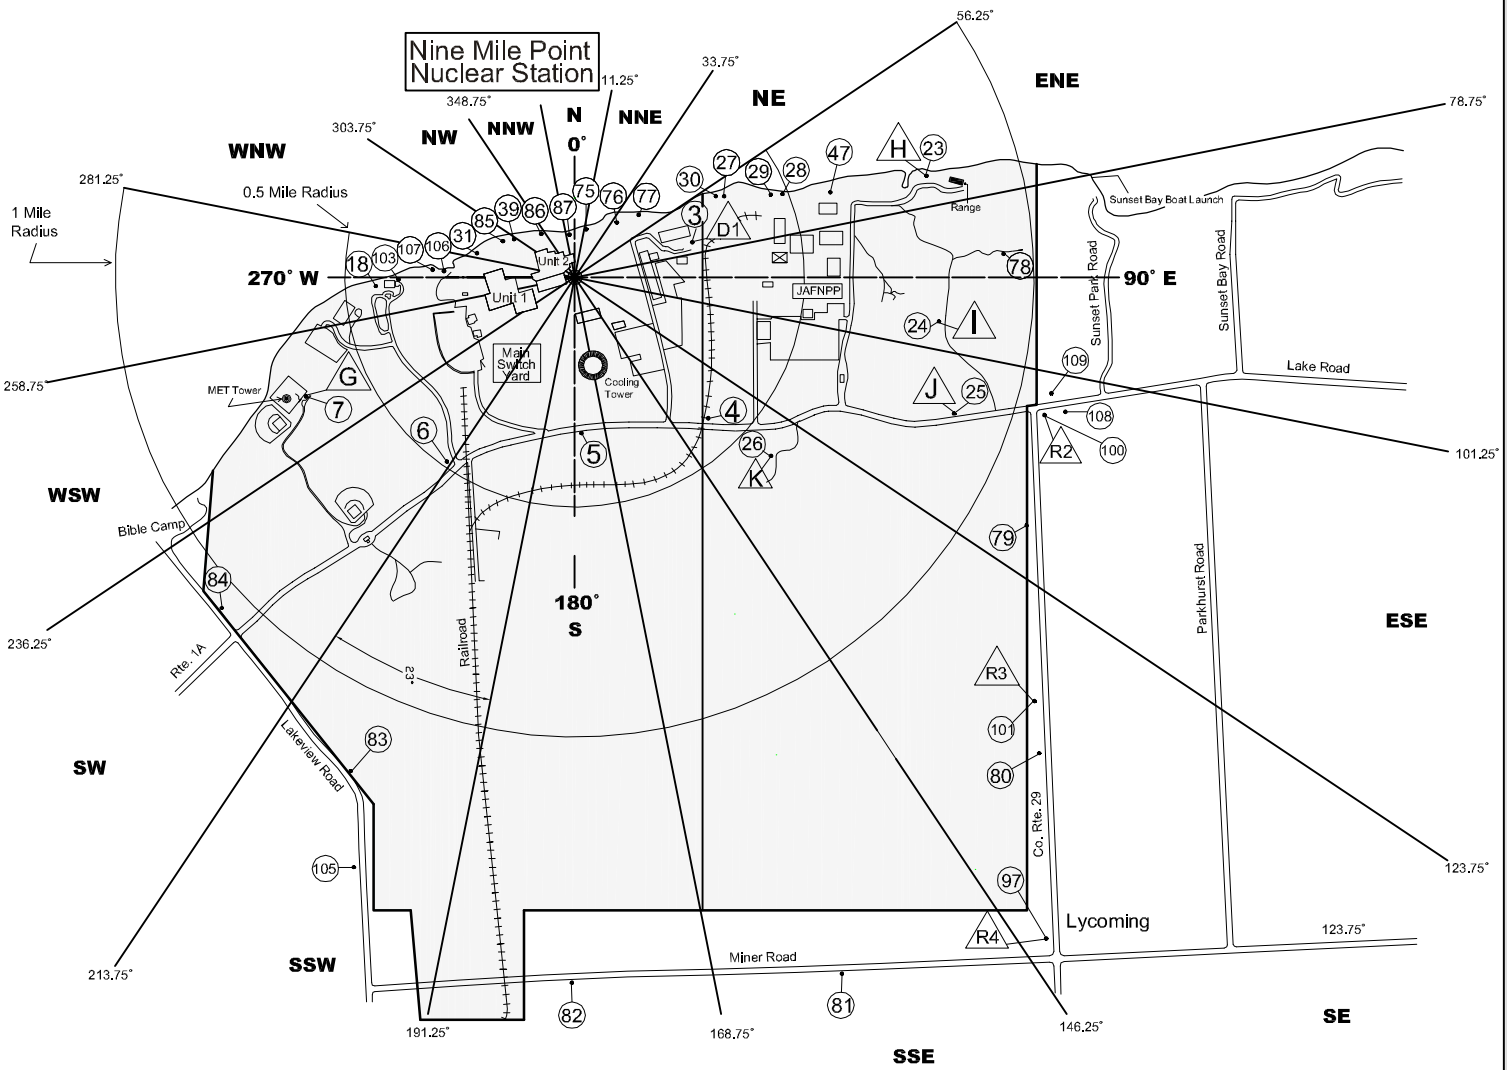 56.25°
Nine Mile Point
Nuclear Station
33.75°
11.25°
348.75°
303.75°
NE
ENE
78.75°
N
0°
NNE
NNW
NW
WNW
281.25°
0.5 Mile Radius
1 Mile
Radius
H
23
47
27
29
28
30
Range
Sunset Bay Boat Launch
75
76
77
87
86
39
85
31
106
107
103
18
3
D1
Unit 2
Unit 1
270° W
90° E
78
JAFNPP
Sunset Park Road
Sunset Bay Road
24
I
Main
Switch
Yard
Cooling
Tower
G
7
MET Tower
258.75°
109
Lake Road
J
25
108
100
R2
101.25°
4
5
6
26
K
WSW
Bible Camp
79
84
180°
S
Parkhurst Road
ESE
236.25°
Rte. 1A
Railroad
23°
R3
101
80
Lakeview Road
83
SW
Co. Rte. 29
105
97
123.75°
Lycoming
R4
123.75°
Miner Road
SSW
213.75°
81
82
191.25°
168.75°
146.25°
SE
SSE